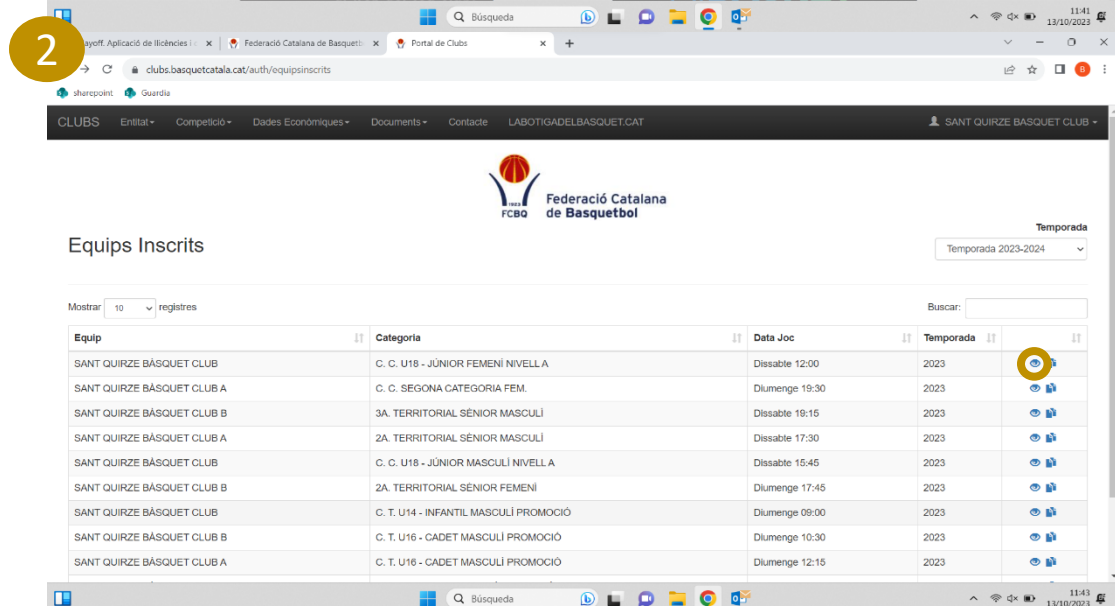 Búsqueda
11:41
13/10/2023
2
ayoff. Aplicació de llicències i
Federació Catalana de Basquetb
Portal de Clubs
clubs.basquetcatala.cat/auth/equipsinscrits
B
sharepoint Guardia
CLUBS Entitat Competició Dades Econòmiques Documents Contacte LABOTIGADELBASQUET.CAT SANT QUIRZE BASQUET CLUB
1923
FCBQ
Federació Catalana
de Basquetbol
Temporada
Equips Inscrits
Temporada 2023-2024
Mostrar 10 registres
Buscar:
Equip Categoria Data Joc Temporada
SANT QUIRZE BÀSQUET CLUB C. C. U18 - JÚNIOR FEMENÍ NIVELL A Dissabte 12:00 2023
SANT QUIRZE BÀSQUET CLUB A C. C. SEGONA CATEGORIA FEM. Diumenge 19:30 2023
SANT QUIRZE BÀSQUET CLUB B 3A. TERRITORIAL SÈNIOR MASCULÍ Dissabte 19:15 2023
SANT QUIRZE BÀSQUET CLUB A 2A. TERRITORIAL SÈNIOR MASCULÍ Dissabte 17:30 2023
SANT QUIRZE BÀSQUET CLUB C. C. U18 - JÚNIOR MASCULÍ NIVELL A Dissabte 15:45 2023
SANT QUIRZE BÀSQUET CLUB B 2A. TERRITORIAL SÈNIOR FEMENÍ Diumenge 17:45 2023
SANT QUIRZE BÀSQUET CLUB C. T. U14 - INFANTIL MASCULÍ PROMOCIÓ Diumenge 09:00 2023
SANT QUIRZE BÀSQUET CLUB B C. T. U16 - CADET MASCULÍ PROMOCIÓ Diumenge 10:30 2023
SANT QUIRZE BÀSQUET CLUB A C. T. U16 - CADET MASCULÍ PROMOCIÓ Diumenge 12:15 2023
Búsqueda
11:43
13/10/2023